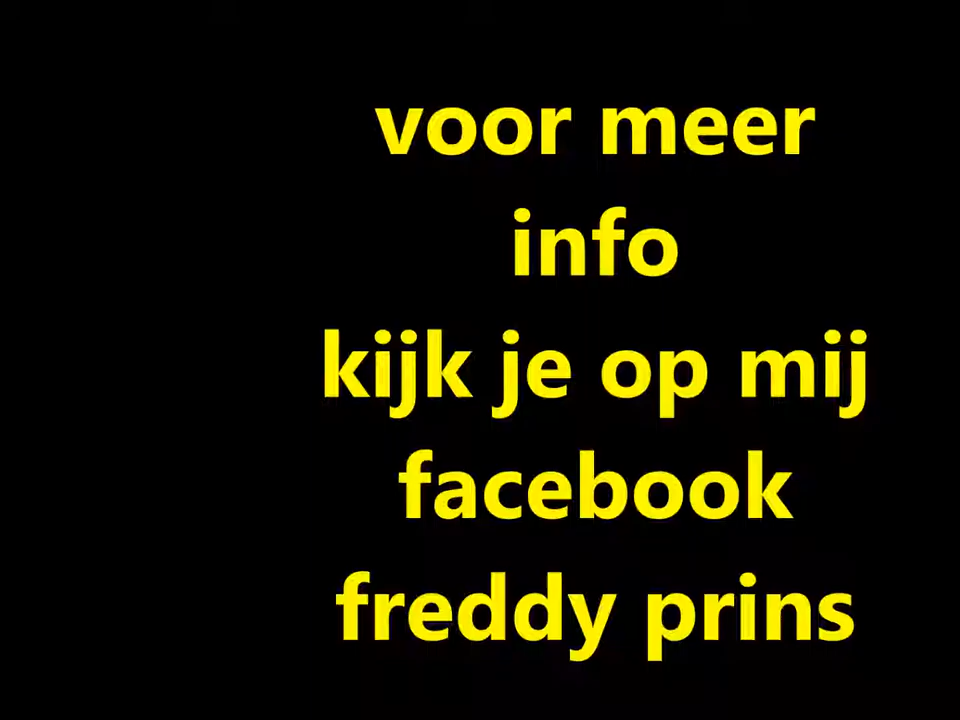 voor meer
info
kijk je op mij
facebook
freddy prins